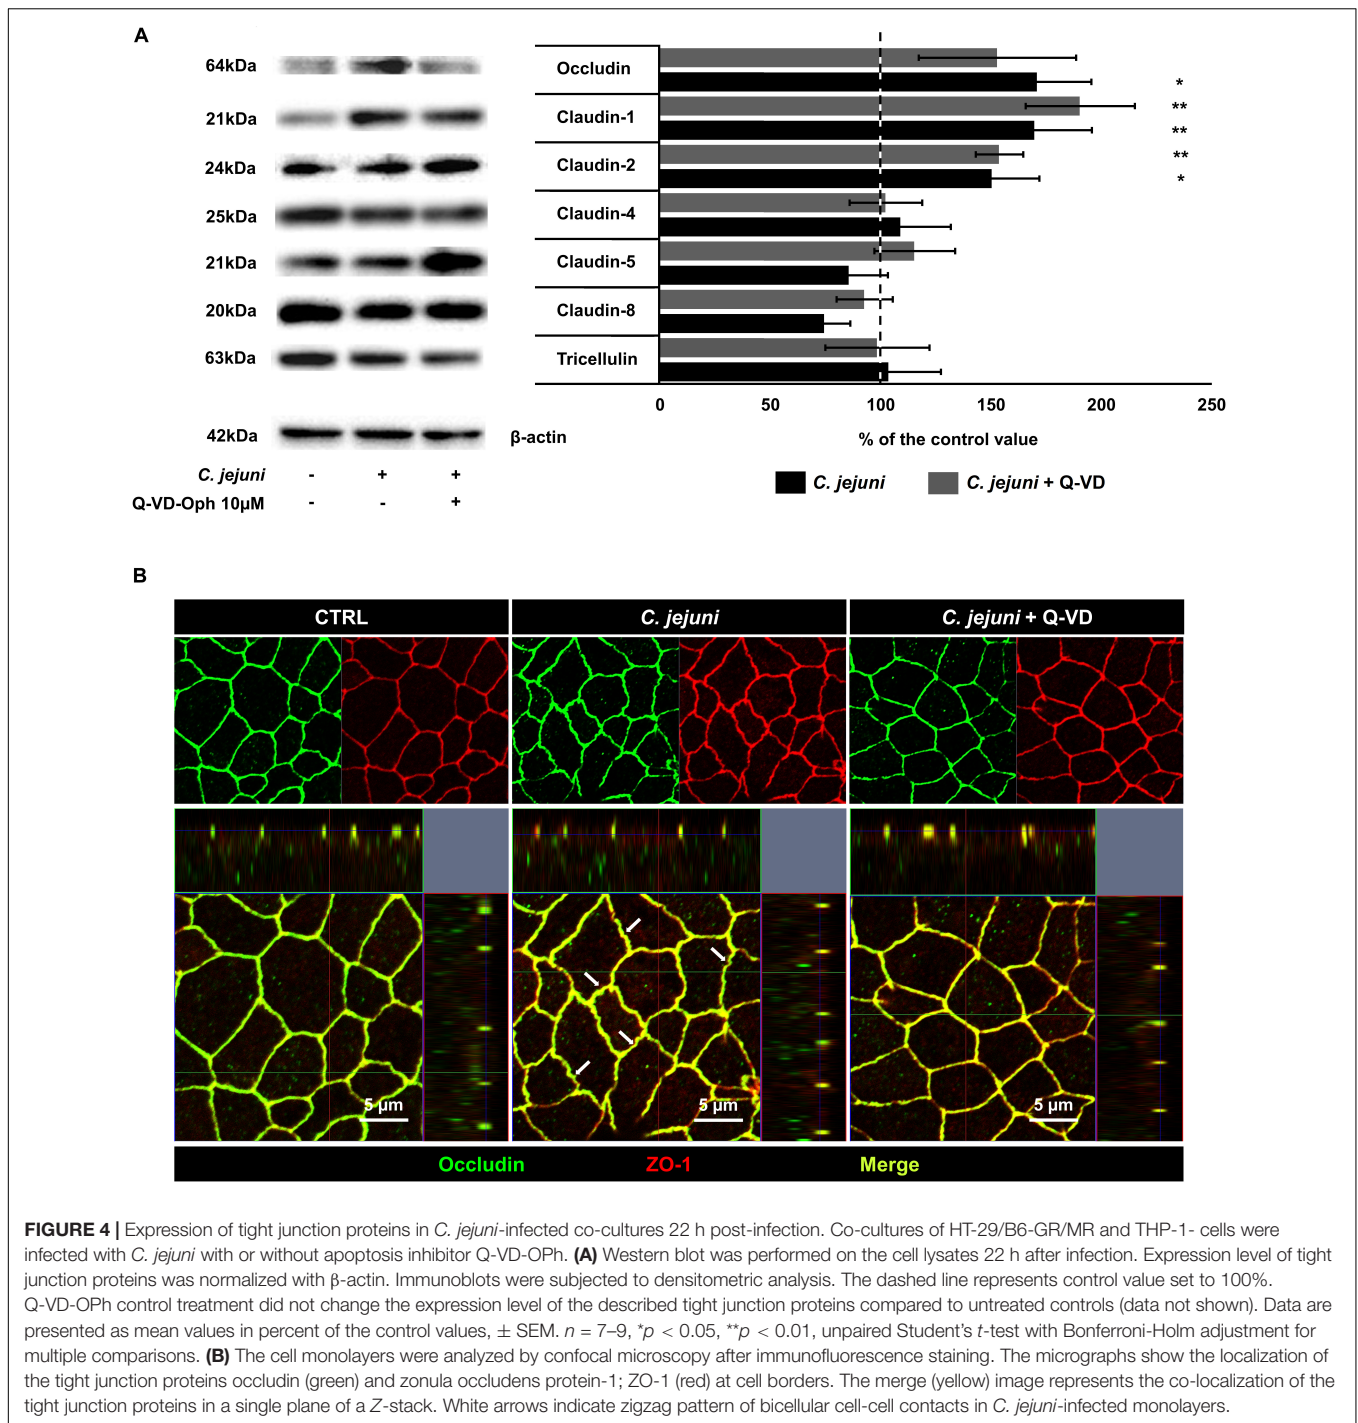 A
64kDa
21kDa
24kDa
25kDa
21kDa
20kDa
63kDa
42kDa
β-actin
C. jejuni - + +
Q-VD-Oph 10µM - - +
Occludin
*
Claudin-1
**
**
Claudin-2
**
*
Claudin-4
Claudin-5
Claudin-8
Tricellulin
0 50 100 150 200 250
% of the control value
C. jejuni C. jejuni + Q-VD
B
CTRL C. jejuni C. jejuni + Q-VD
5 µm 5 µm 5 µm
Occludin ZO-1 Merge
FIGURE 4 | Expression of tight junction proteins in C. jejuni-infected co-cultures 22 h post-infection. Co-cultures of HT-29/B6-GR/MR and THP-1- cells were
infected with C. jejuni with or without apoptosis inhibitor Q-VD-OPh. (A) Western blot was performed on the cell lysates 22 h after infection. Expression level of tight
junction proteins was normalized with β-actin. Immunoblots were subjected to densitometric analysis. The dashed line represents control value set to 100%.
Q-VD-OPh control treatment did not change the expression level of the described tight junction proteins compared to untreated controls (data not shown). Data are
presented as mean values in percent of the control values, ± SEM. n = 7–9, *p < 0.05, **p < 0.01, unpaired Student's t-test with Bonferroni-Holm adjustment for
multiple comparisons. (B) The cell monolayers were analyzed by confocal microscopy after immunofluorescence staining. The micrographs show the localization of
the tight junction proteins occludin (green) and zonula occludens protein-1; ZO-1 (red) at cell borders. The merge (yellow) image represents the co-localization of the
tight junction proteins in a single plane of a Z-stack. White arrows indicate zigzag pattern of bicellular cell-cell contacts in C. jejuni-infected monolayers.